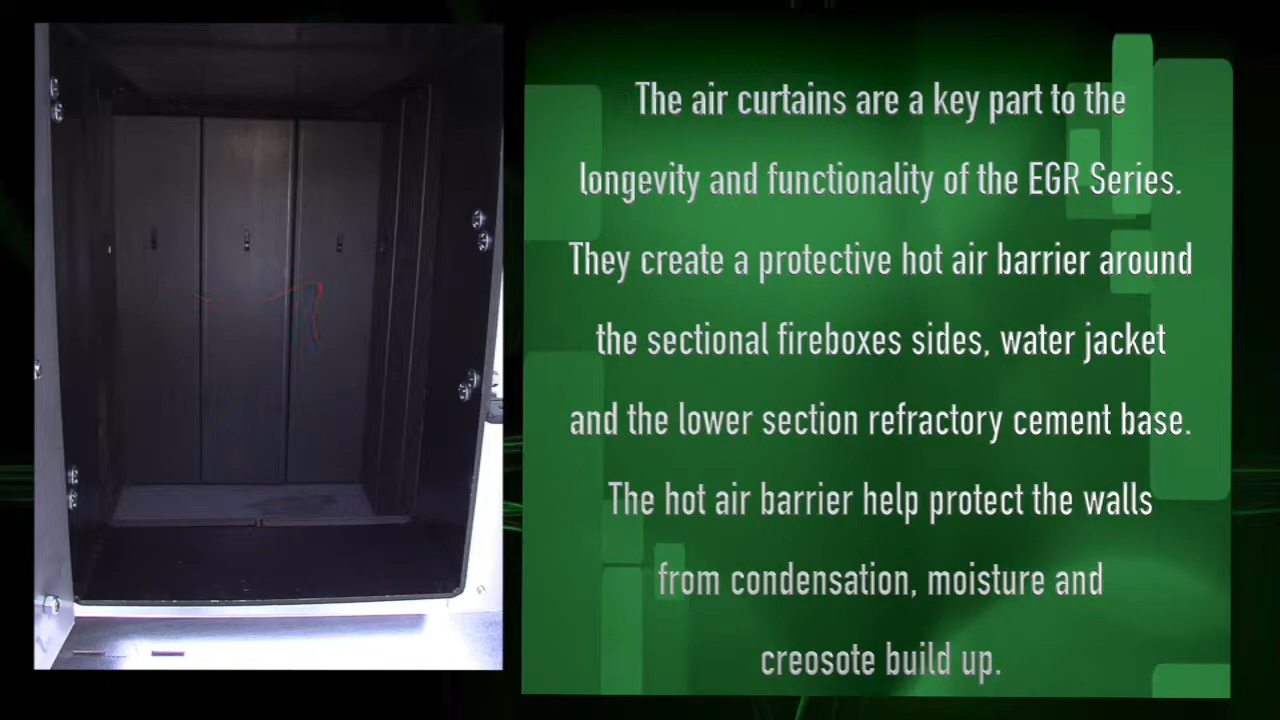 The air curtains are a key part to the
longevity and functionality of the EGR Series.
They create a protective hot air barrier around
the sectional fireboxes sides, water jacket
and the lower section refractory cement base.
The hot air barrier help protect the walls
from condensation, moisture and
creosote build up.